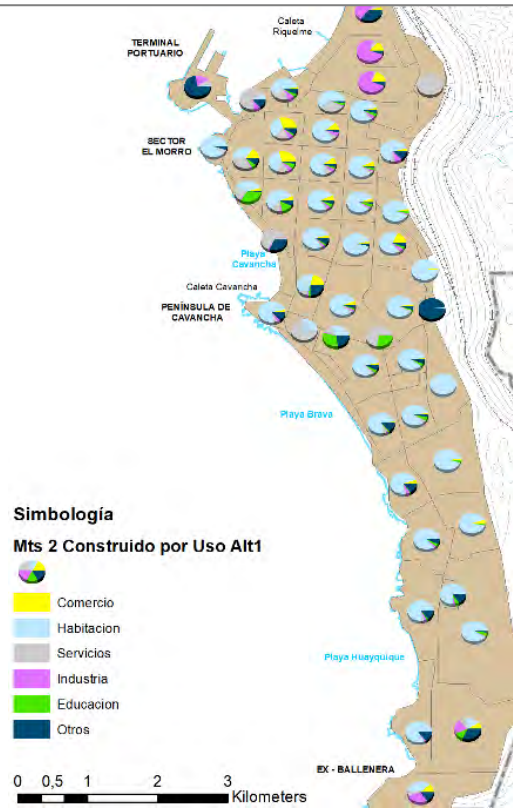 Caleta
Riquelme
TERMINAL
PORTUARIO
SECTOR
EL MORRO
Playa
Cavancha
Caleta Cavancha
PENÍNSULA DE
CAVANCHA
Playa Brava
Simbología
Mts 2 Construido por Uso Alt1
Comercio
Habitacion
Servicios
Industria
Educacion
Otros
Playa Huayquique
EX - BALLENERA
0 0,5 1 2 3
Kilometers